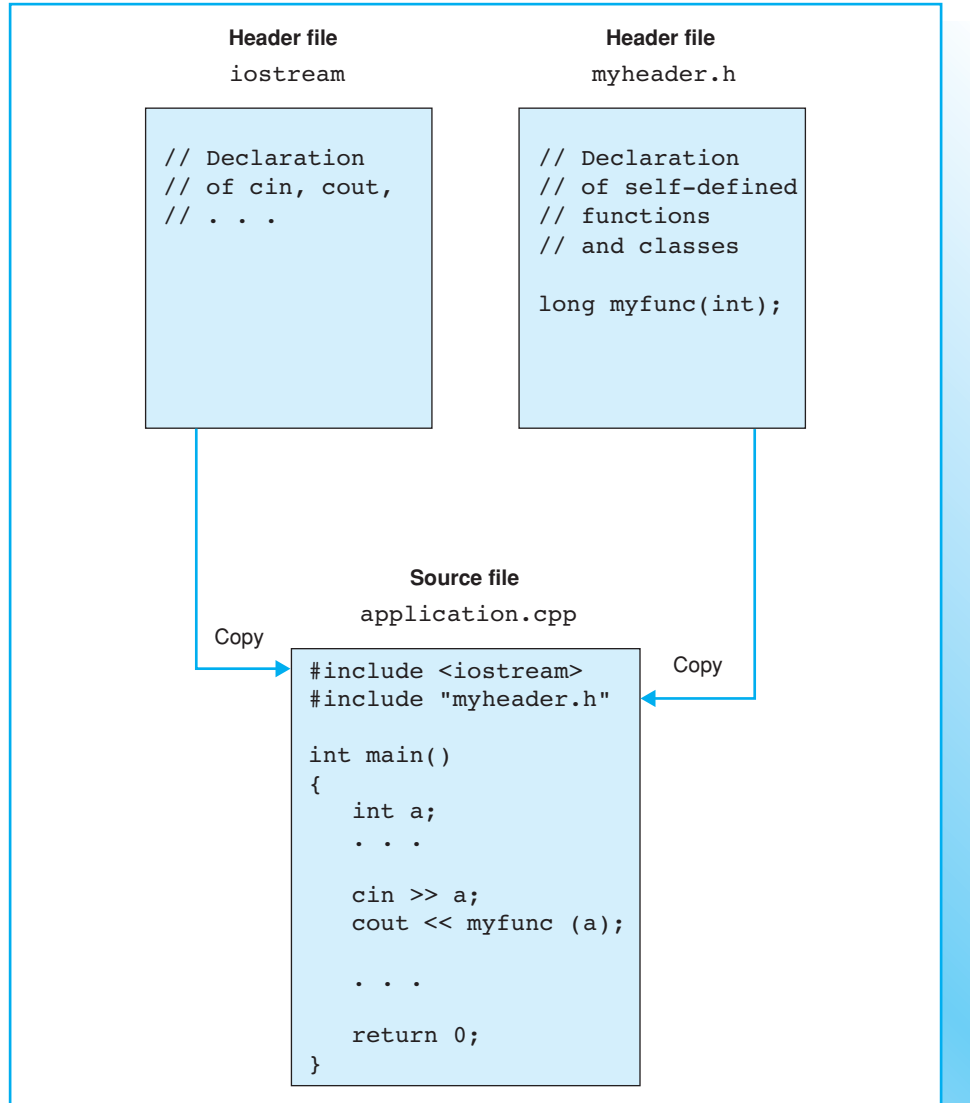 Header file
iostream
// Declaration
// of cin, cout,
// . . .
Header file
myheader.h
// Declaration
// of self-defined
// functions
// and classes
long myfunc(int);
Copy
Copy
Source file
application.cpp
#include <iostream>
#include "myheader.h"
int main()
{
   int a;
   . . .
   cin >> a;
   cout << myfunc (a);
   . . .
   return 0;
}